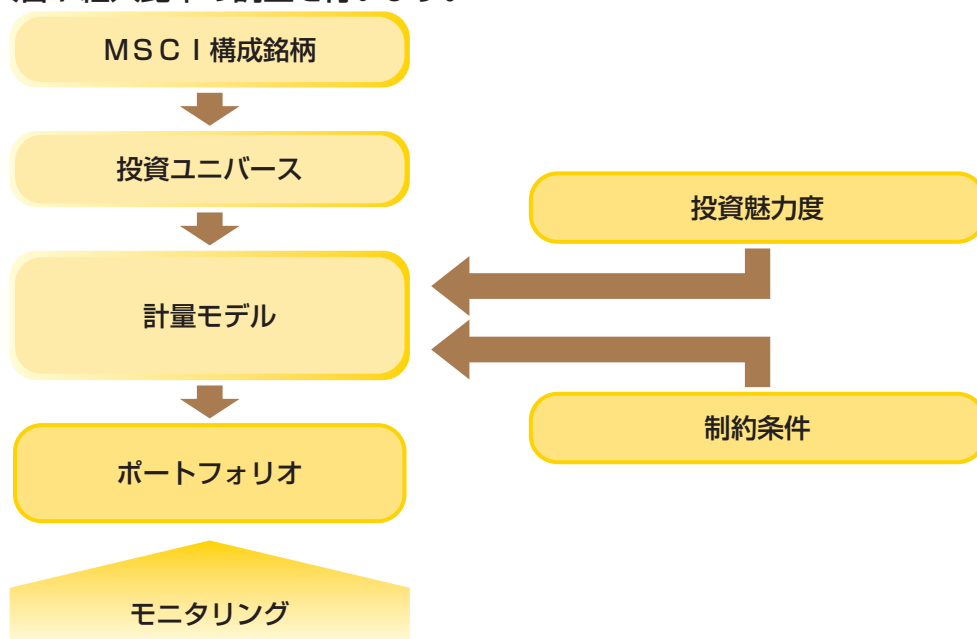 MSCI構成銘柄
投資ユニバース
投資魅力度
計量モデル
制約条件
ポートフォリオ
モニタリング